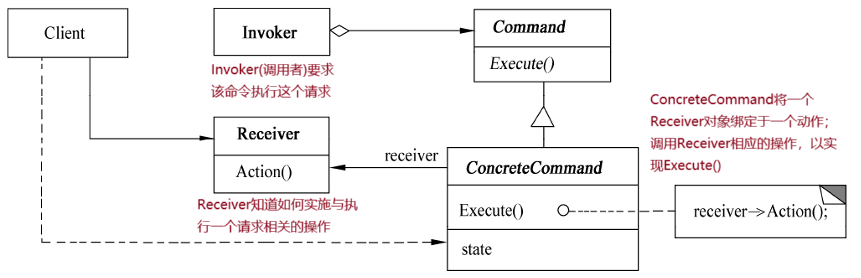 Client
Invoker
Command
Execute()
Invoker(调用者)要求
该命令执行这个请求
ConcreteCommand将一个
Receiver对象绑定于一个动作；
调用Receiver相应的操作，以实
现Execute()
Receiver
Action()
receiver
ConcreteCommand
Execute()
state
receiver->Action();
Receiver知道如何实施与执
行一个请求相关的操作